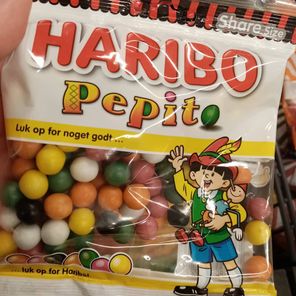 Share size
HARIBO
Pepito
Luk op for noget godt ...
... luk op for Haribo!